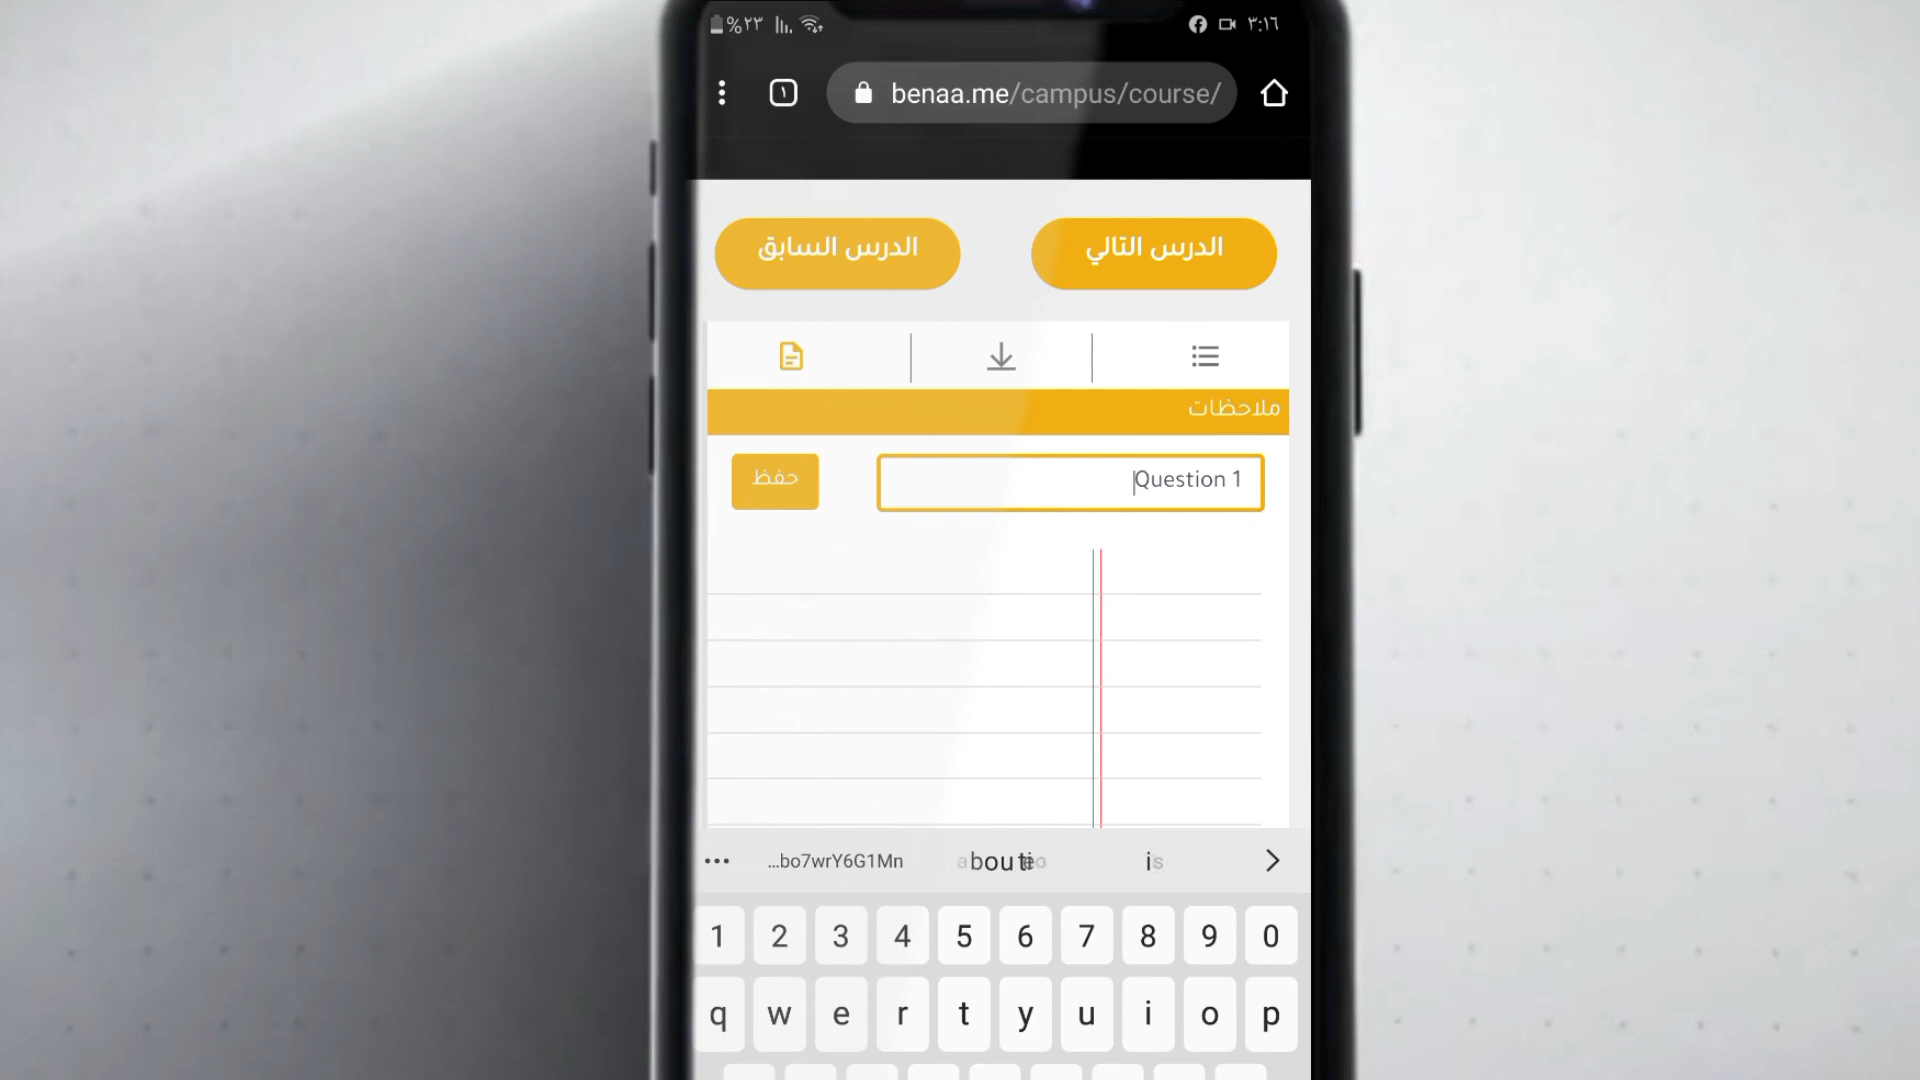 %٢٣ ٣:١٦
١ benaa.me/campus/course/
الدرس التالي
الدرس السابق
ملاحظات
Question 1
حفظ
...bo7wrY6G1Mn is
1 2 3 4 5 6 7 8 9 0
q w e r t y u i o p